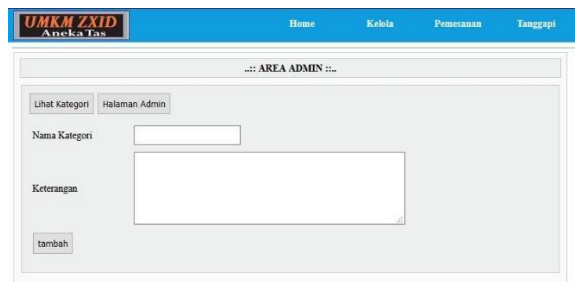 UMKM ZXID
Aneka Tas
Home Kelola Pemesanan Tanggapi
..:: AREA ADMIN ::..
Lihat Kategori Halaman Admin
Nama Kategori
Keterangan
tambah